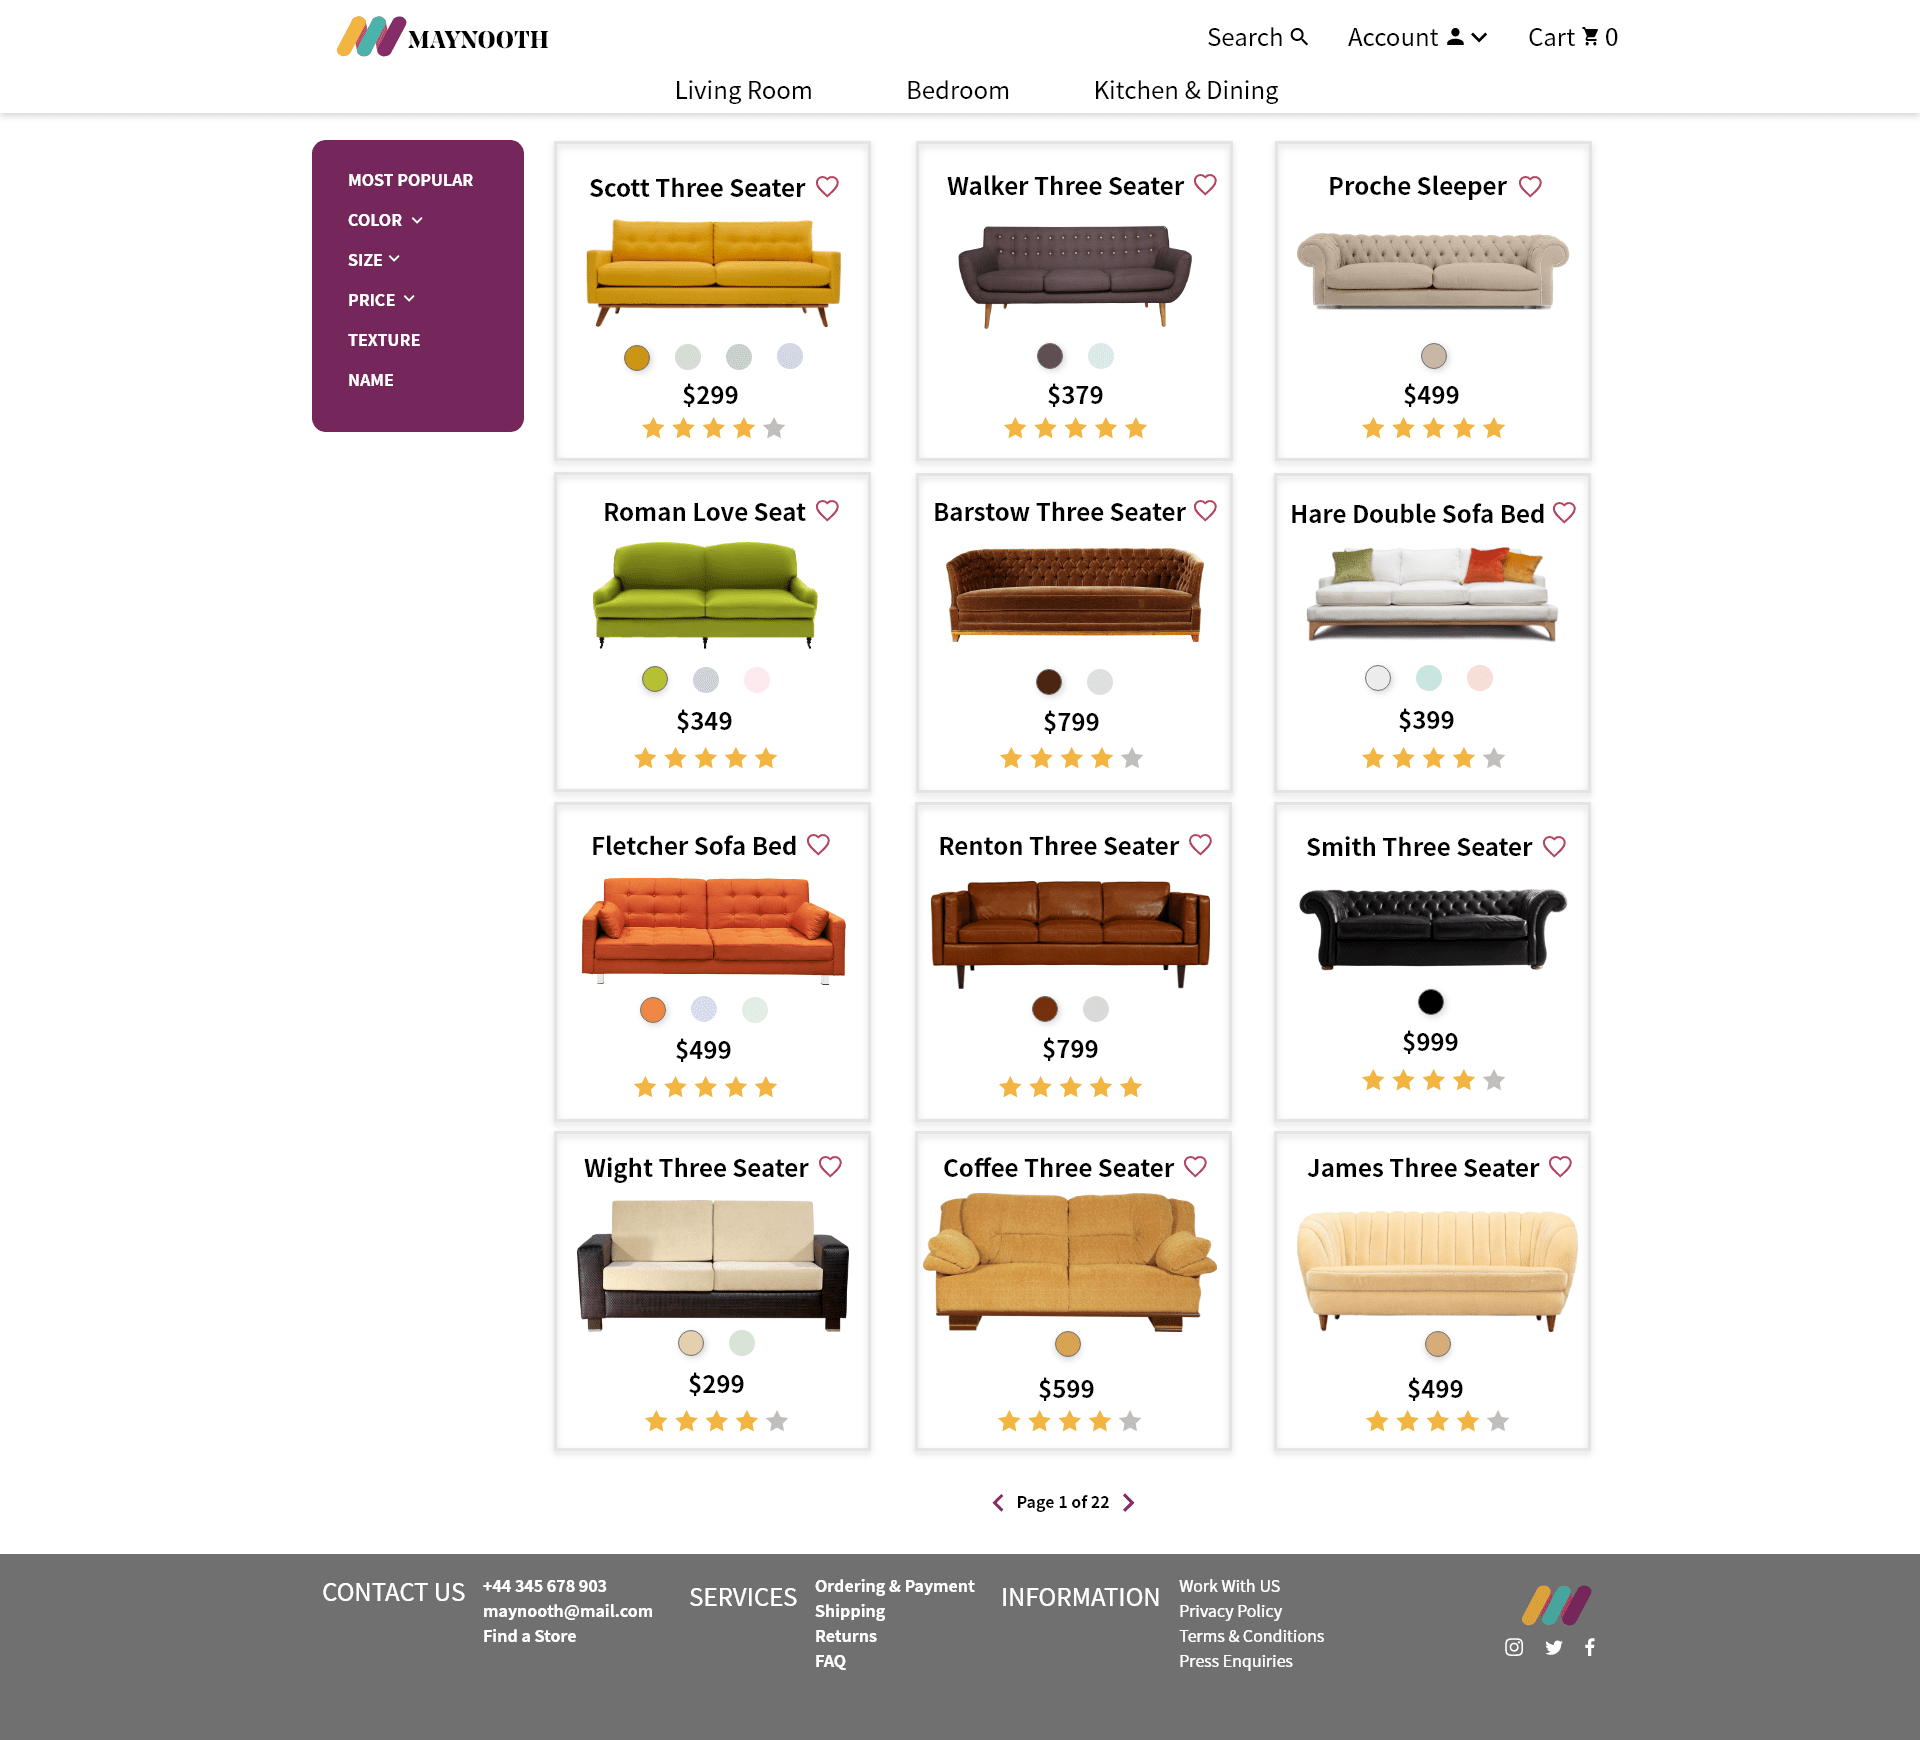 MAYNOOTH
Search
Account
Cart 0
Living Room
Bedroom
Kitchen & Dining
MOST POPULAR
COLOR
SIZE
PRICE
TEXTURE
NAME
Scott Three Seater
$299
Walker Three Seater
$379
Proche Sleeper
$499
Roman Love Seat
$349
Barstow Three Seater
$799
Hare Double Sofa Bed
$399
Fletcher Sofa Bed
$499
Renton Three Seater
$799
Smith Three Seater
$999
Wight Three Seater
$299
Coffee Three Seater
$599
James Three Seater
$499
Page 1 of 22
CONTACT US
+44 345 678 903
maynooth@mail.com
Find a Store
SERVICES
Ordering & Payment
Shipping
Returns
FAQ
INFORMATION
Work With US
Privacy Policy
Terms & Conditions
Press Enquiries